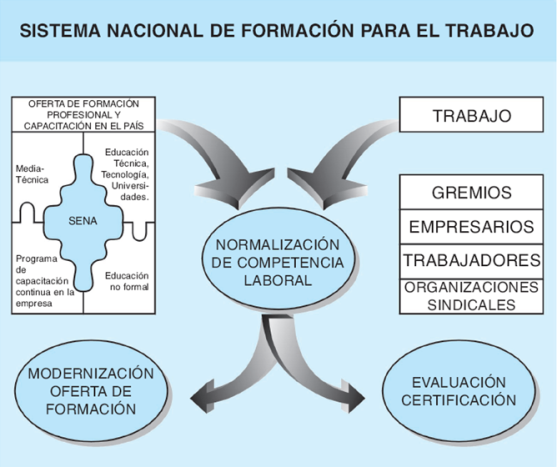 SISTEMA NACIONAL DE FORMACIÓN PARA EL TRABAJO
OFERTA DE FORMACIÓN
PROFESIONAL Y
CAPACITACIÓN EN EL PAÍS
Media-
Técnica
Educación
Técnica,
Tecnología,
Universi-
dades.
SENA
Programa
de
capacitación
continua en la
empresa
Educación
no formal
TRABAJO
GREMIOS
EMPRESARIOS
TRABAJADORES
ORGANIZACIONES
SINDICALES
NORMALIZACIÓN
DE COMPETENCIA
LABORAL
MODERNIZACIÓN
OFERTA DE
FORMACIÓN
EVALUACIÓN
CERTIFICACIÓN